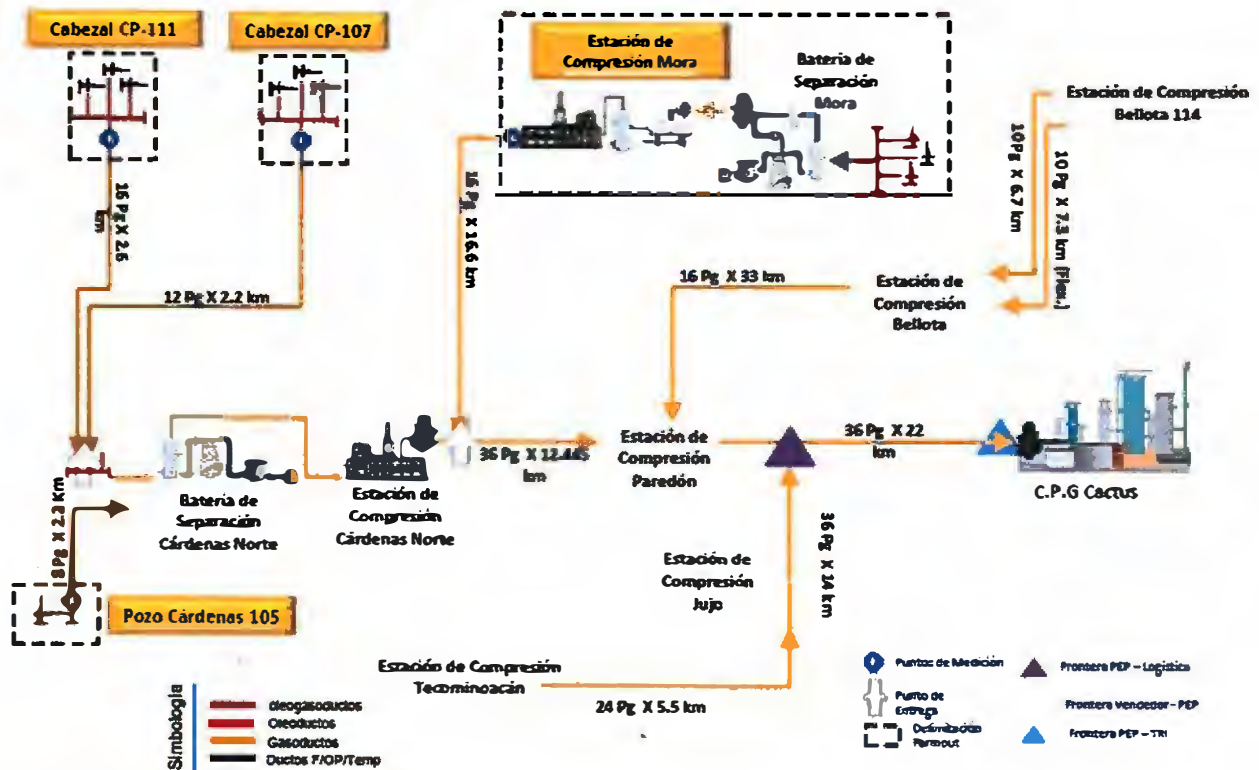 Cabezal CP-111
Cabezal CP-107
Estación de
Compresión Mora
Batería de
Separación
Mora
Estación de Compresión
Bellota 114
16 Pg X 2.6
km
12 Pg X 2.2 km
16 Pg X 16.6 km
10Pg X 6.7 km
10 Pg X 7.3 km (Flex.)
16 Pg X 33 km
Estación de
Compresión
Bellota
36 Pg X 12.445
km
Estación de
Compresión
Paredón
36 Pg X 22
km
C.P.G Cactus
Batería de
Separación
Cárdenas Norte
Estación de
Compresión
Cárdenas Norte
8Pg X 2.2 Km
Pozo Cárdenas 105
Estación de
Compresión
Jujo
36 Pg X 14 km
Estación de Compresión
Tecominoacán
24 Pg X 5.5 km
Simbología
Oleogasoductos
Oleoductos
Gasoductos
Ductos F/OP/Temp
Puntos de Medición
Punto de
Entrega
Delimitación
Farmout
Frontera PEP – Logística
Frontera Vendedor - PEP
Frontera PEP – TRI